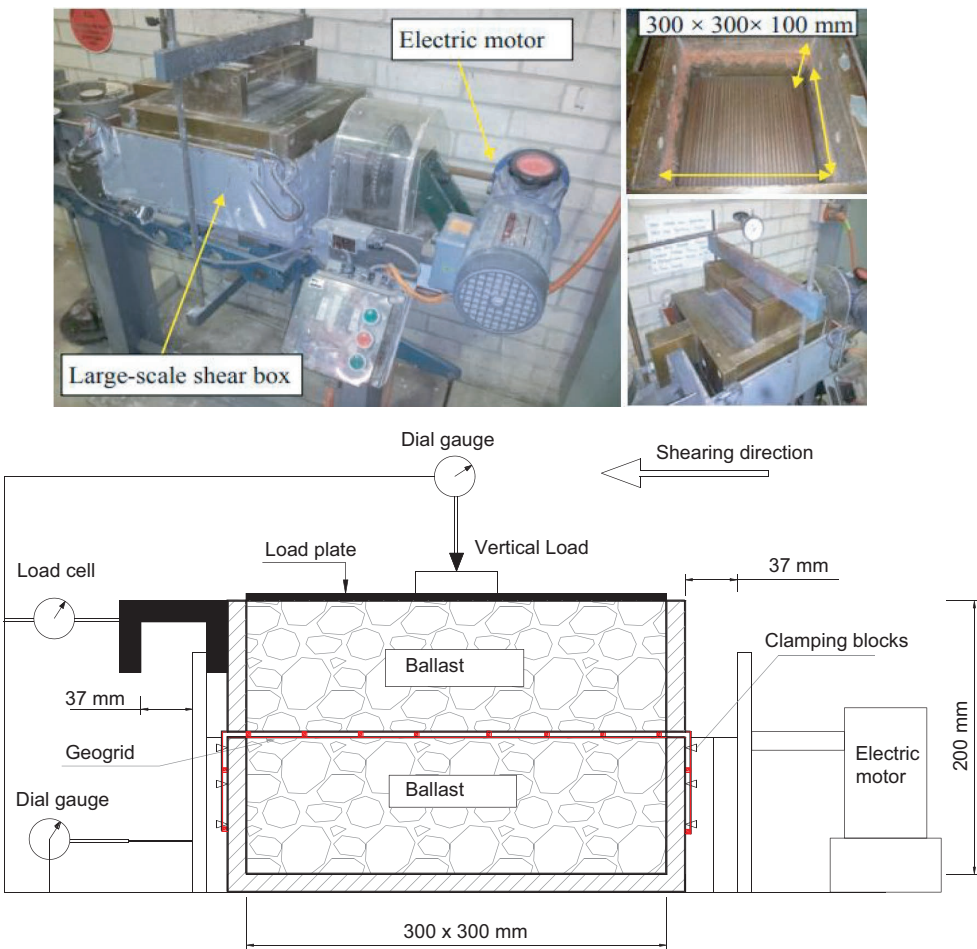 Electric motor
300 × 300× 100 mm
Large-scale shear box
Dial gauge
Shearing direction
Load plate
Vertical Load
37 mm
Load cell
Ballast
Clamping blocks
37 mm
Geogrid
Ballast
Electric
motor
200 mm
Dial gauge
300 x 300 mm